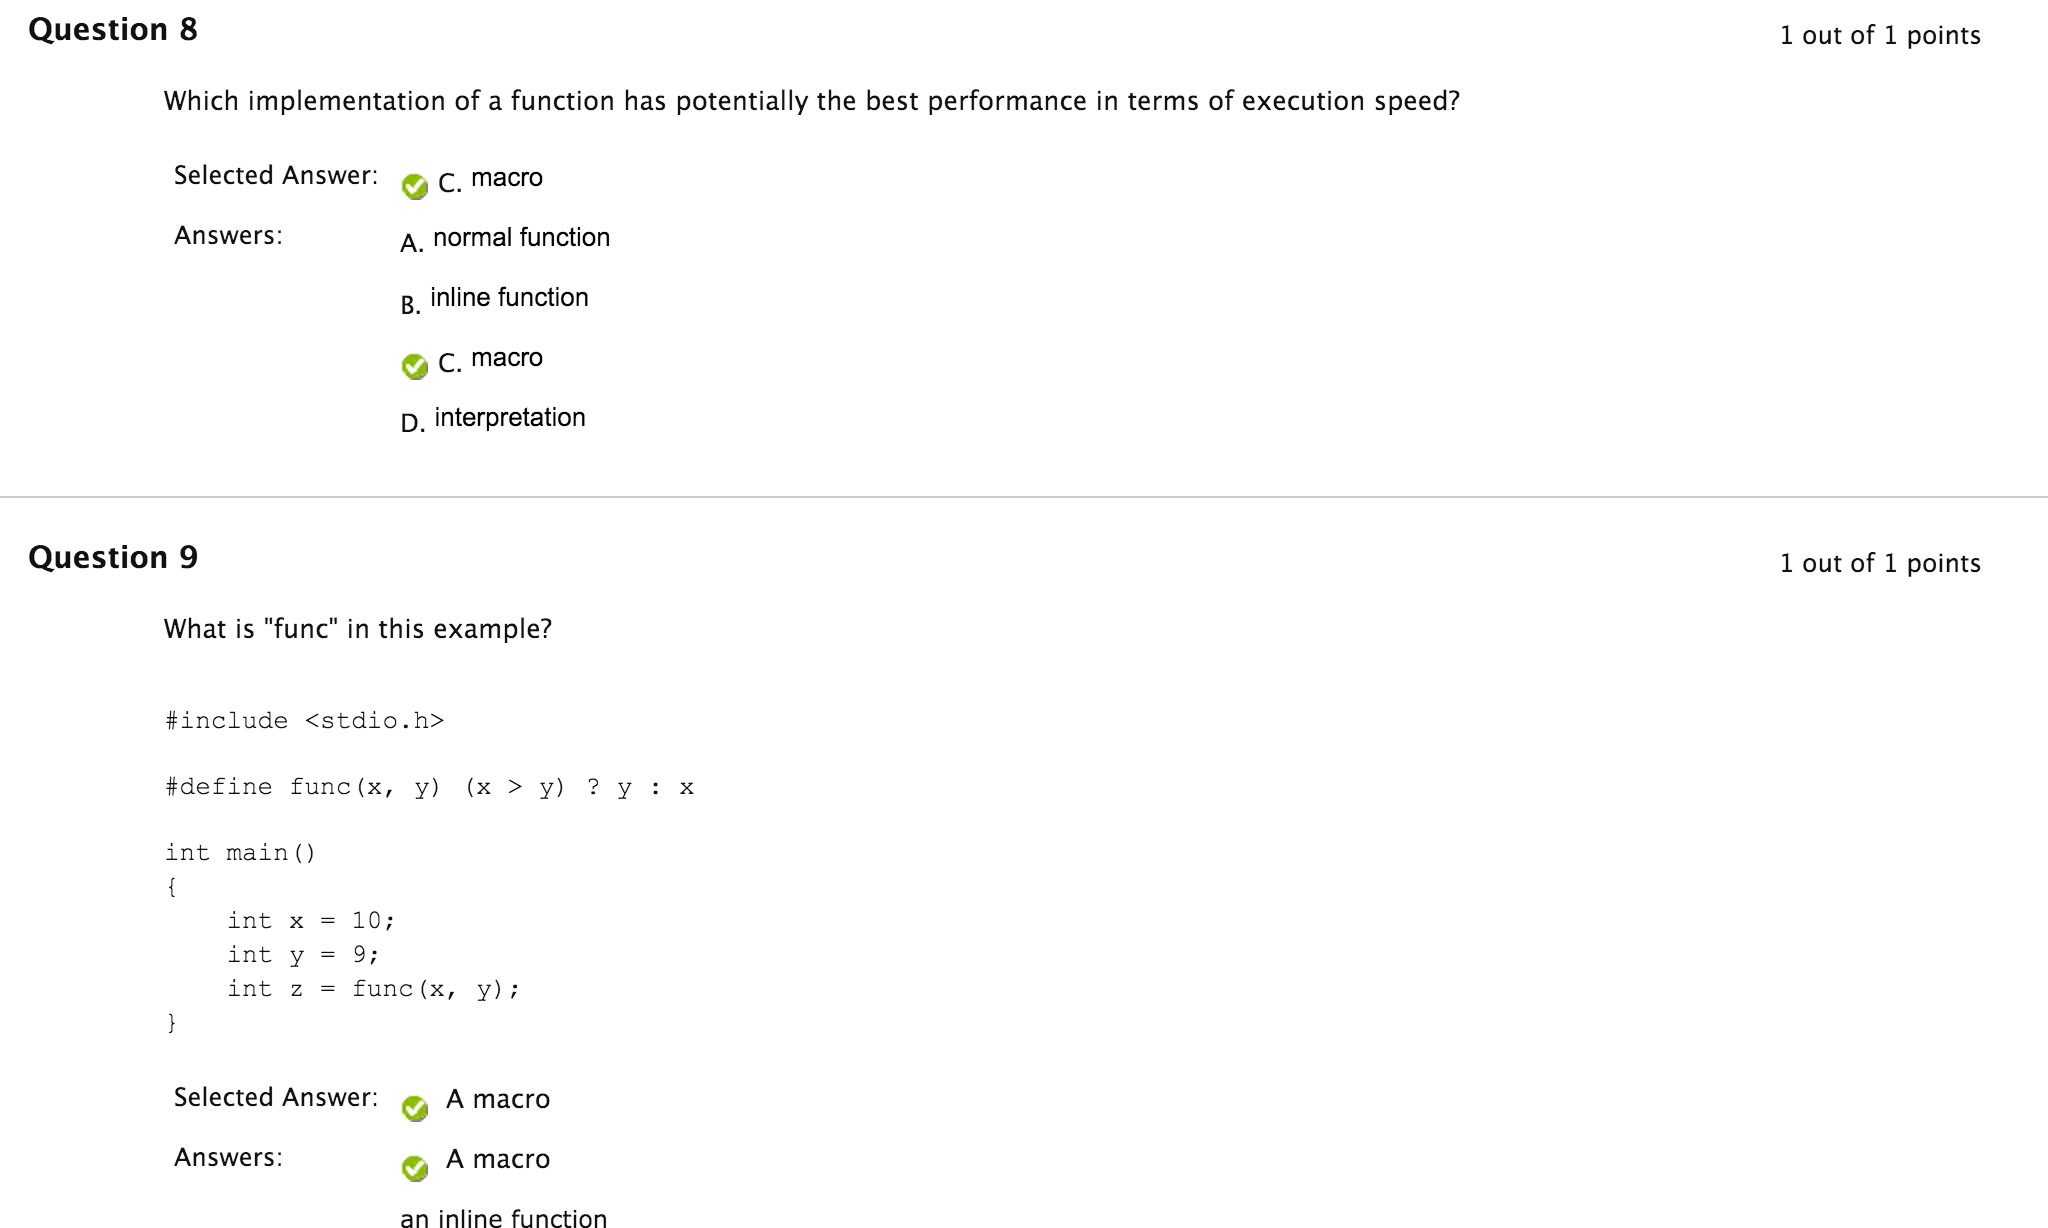 Question 8
1 out of 1 points
Which implementation of a function has potentially the best performance in terms of execution speed?
Selected Answer: C. macro
Answers: A. normal function
B. inline function
C. macro
D. interpretation
Question 9
1 out of 1 points
What is "func" in this example?
#include <stdio.h>
#define func(x, y) (x > y) ? y : x
int main()
{
    int x = 10;
    int y = 9;
    int z = func(x, y);
}
Selected Answer: A macro
Answers: A macro
an inline function